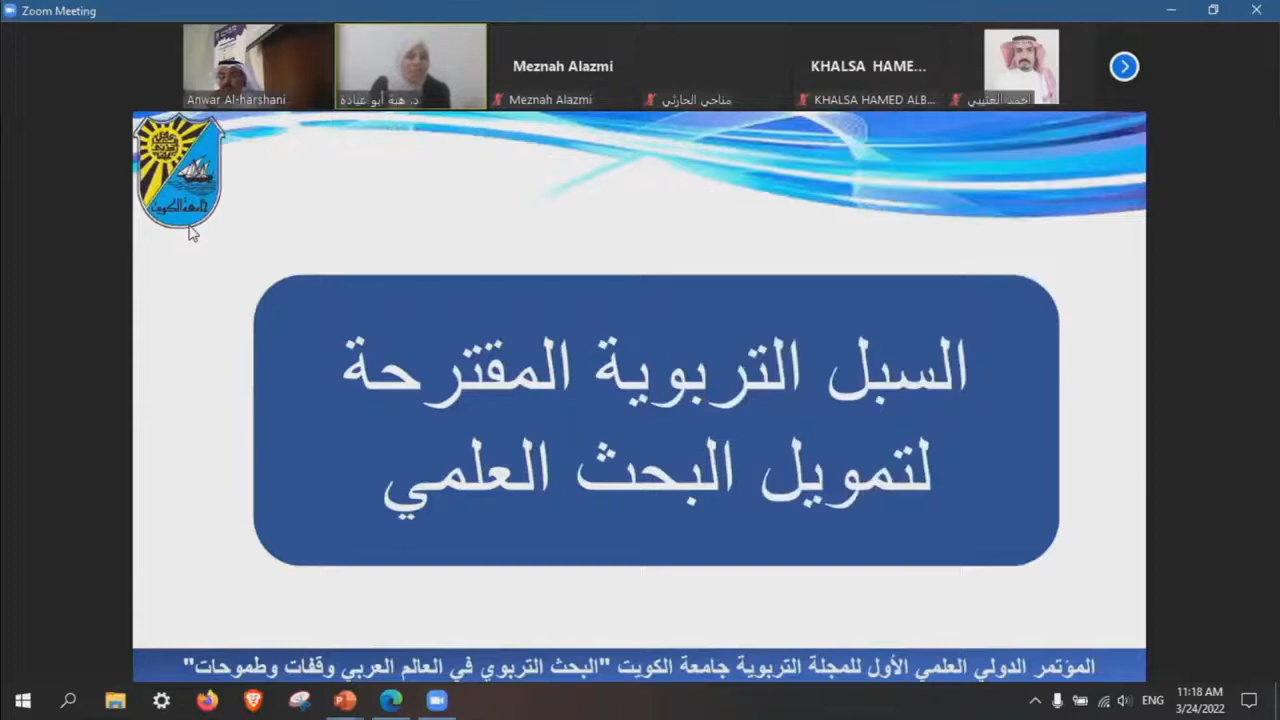 Zoom Meeting
Meznah Alazmi
KHALSA HAME...
Anwar Al-harshani
د. هبة أبو عيادة
Meznah Alazmi
مناحي الحارثي
KHALSA HAMED ALB...
احمد العتيبي
جامعة الكويت
السبل التربوية المقترحة
لتمويل البحث العلمي
المؤتمر الدولي العلمي الأول للمجلة التربوية جامعة الكويت "البحث التربوي في العالم العربي وقفات وطموحات"
ENG
11:18 AM
3/24/2022